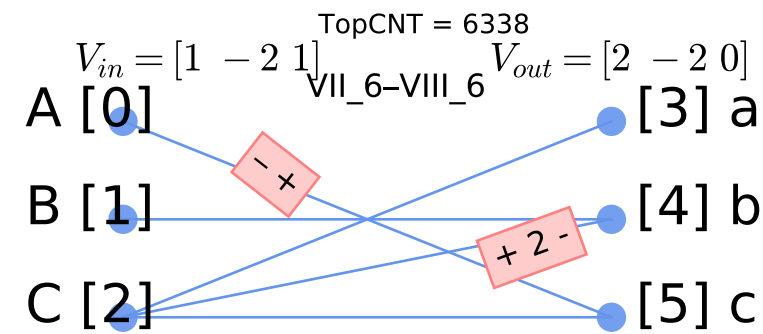 TopCNT = 6338
V_in = [1 −2 1] V_out = [2 −2 0]
VII_6–VIII_6
A [0] [3] a
− +
B [1] [4] b
+ 2 -
C [2] [5] c